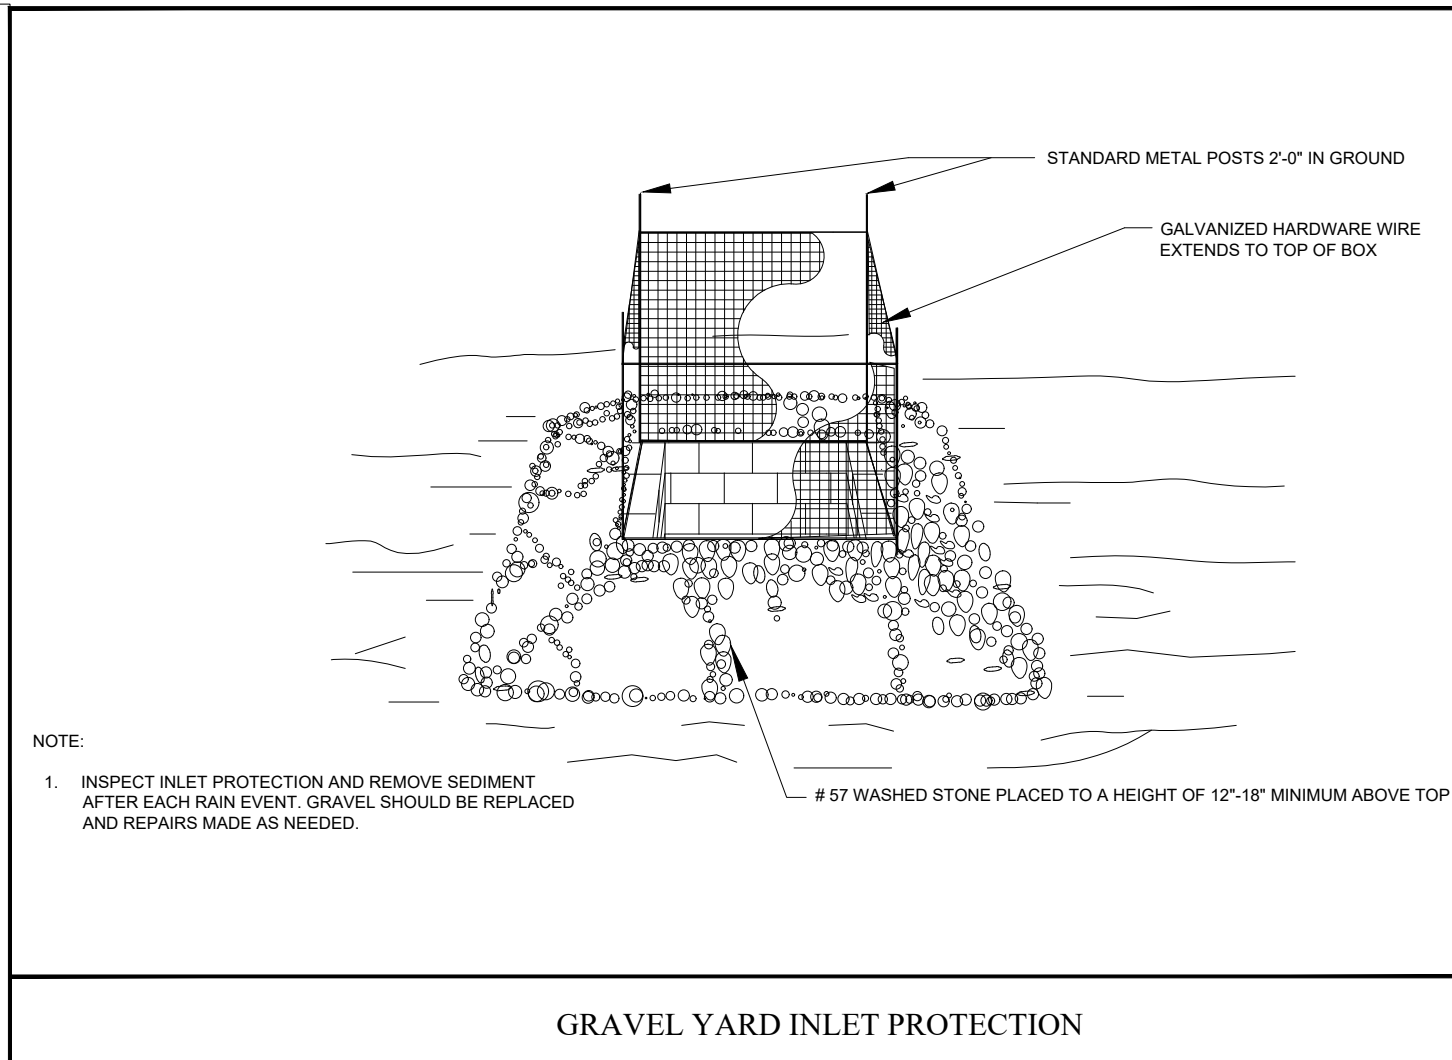 STANDARD METAL POSTS 2'-0" IN GROUND
GALVANIZED HARDWARE WIRE
EXTENDS TO TOP OF BOX
NOTE:
1. INSPECT INLET PROTECTION AND REMOVE SEDIMENT
AFTER EACH RAIN EVENT. GRAVEL SHOULD BE REPLACED
AND REPAIRS MADE AS NEEDED.
# 57 WASHED STONE PLACED TO A HEIGHT OF 12"-18" MINIMUM ABOVE TOP
GRAVEL YARD INLET PROTECTION